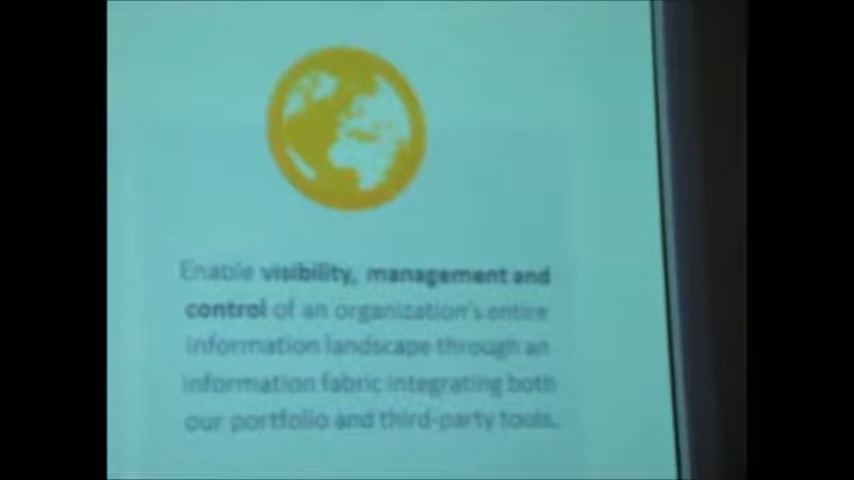 Enable visibility, management and
control of an organization's entire
information landscape through an
information fabric integrating both
our portfolio and third-party tools.